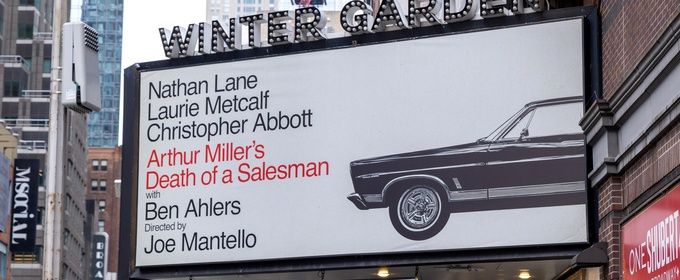 WINTER GARDEN
Nathan Lane
Laurie Metcalf
Christopher Abbott
Arthur Miller's
Death of a Salesman
with
Ben Ahlers
Directed by
Joe Mantello
MSOCIAL
ONE SHUBERT